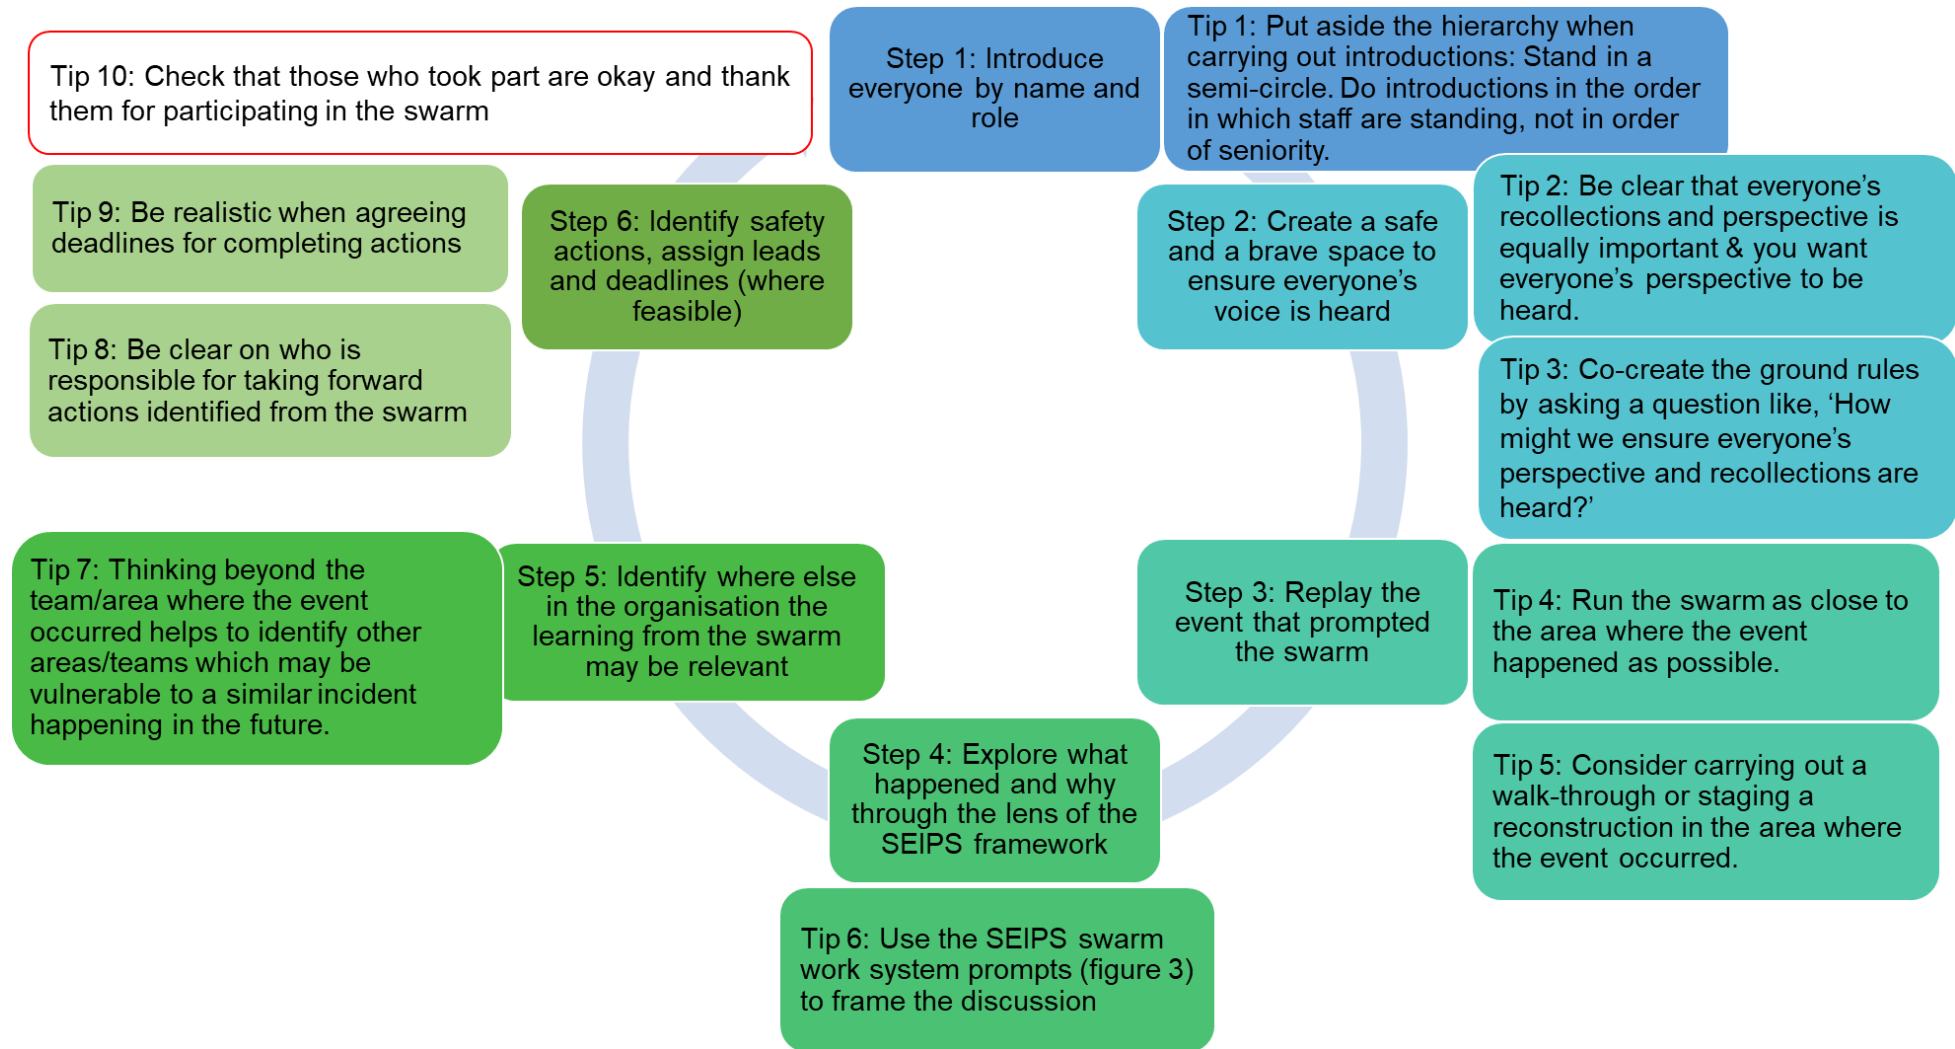 Step 1: Introduce
everyone by name and
role
Tip 1: Put aside the hierarchy when
carrying out introductions: Stand in a
semi-circle. Do introductions in the order
in which staff are standing, not in order
of seniority.
Step 2: Create a safe
and a brave space to
ensure everyone’s
voice is heard
Tip 2: Be clear that everyone’s
recollections and perspective is
equally important & you want
everyone’s perspective to be
heard.
Tip 3: Co-create the ground rules
by asking a question like, ‘How
might we ensure everyone’s
perspective and recollections are
heard?’
Step 3: Replay the
event that prompted
the swarm
Tip 4: Run the swarm as close to
the area where the event
happened as possible.
Tip 5: Consider carrying out a
walk-through or staging a
reconstruction in the area where
the event occurred.
Step 4: Explore what
happened and why
through the lens of the
SEIPS framework
Tip 6: Use the SEIPS swarm
work system prompts (figure 3)
to frame the discussion
Step 5: Identify where else
in the organisation the
learning from the swarm
may be relevant
Tip 7: Thinking beyond the
team/area where the event
occurred helps to identify other
areas/teams which may be
vulnerable to a similar incident
happening in the future.
Step 6: Identify safety
actions, assign leads
and deadlines (where
feasible)
Tip 8: Be clear on who is
responsible for taking forward
actions identified from the swarm
Tip 9: Be realistic when agreeing
deadlines for completing actions
Tip 10: Check that those who took part are okay and thank
them for participating in the swarm